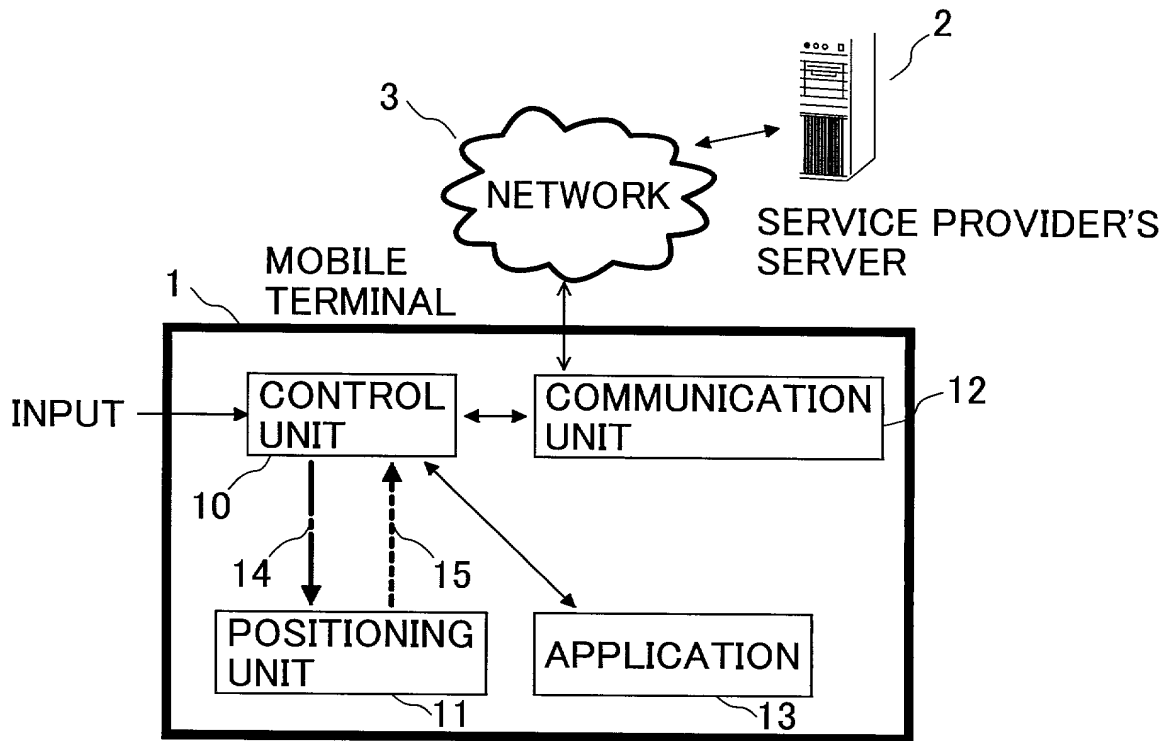 2
3
NETWORK
SERVICE PROVIDER'S
SERVER
MOBILE
TERMINAL
1
INPUT
CONTROL
UNIT
COMMUNICATION
UNIT
12
10
14
15
POSITIONING
UNIT
APPLICATION
11
13